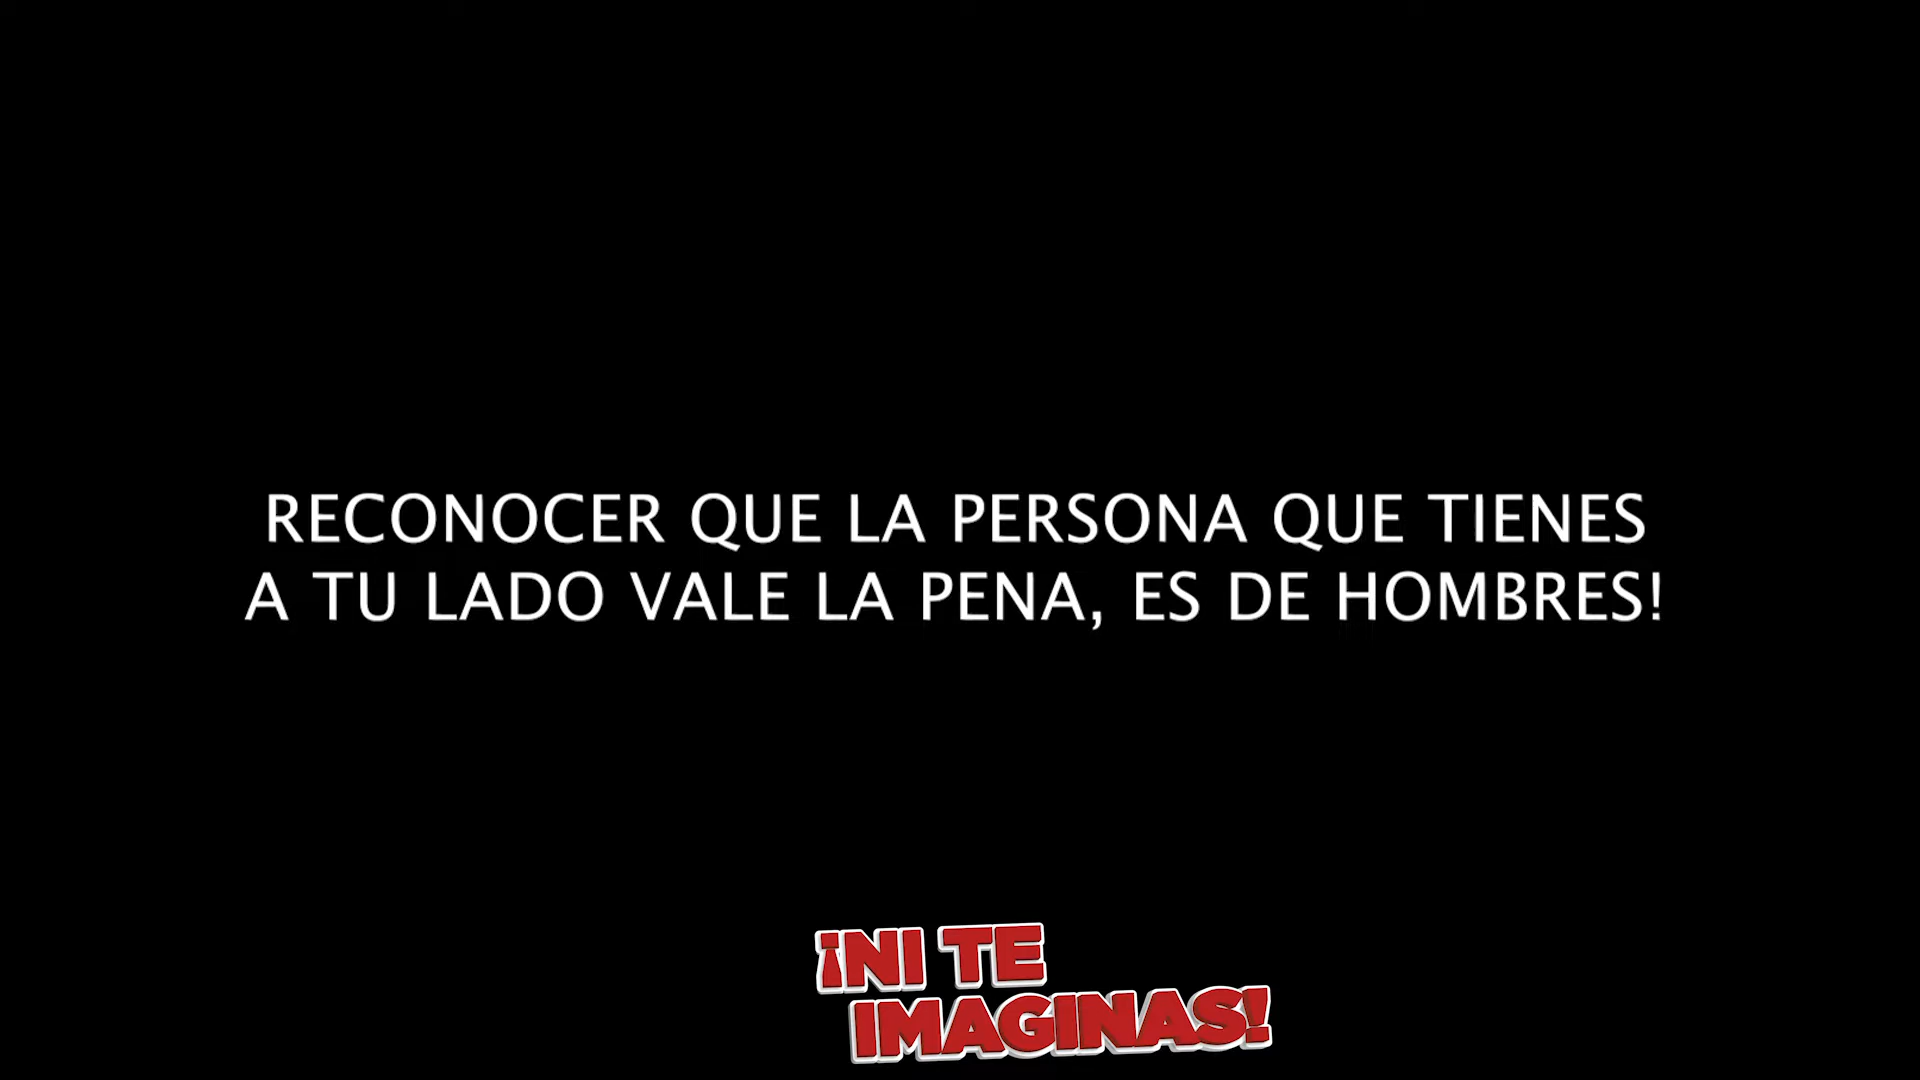 RECONOCER QUE LA PERSONA QUE TIENES
A TU LADO VALE LA PENA, ES DE HOMBRES!
¡NI TE
IMAGINAS!